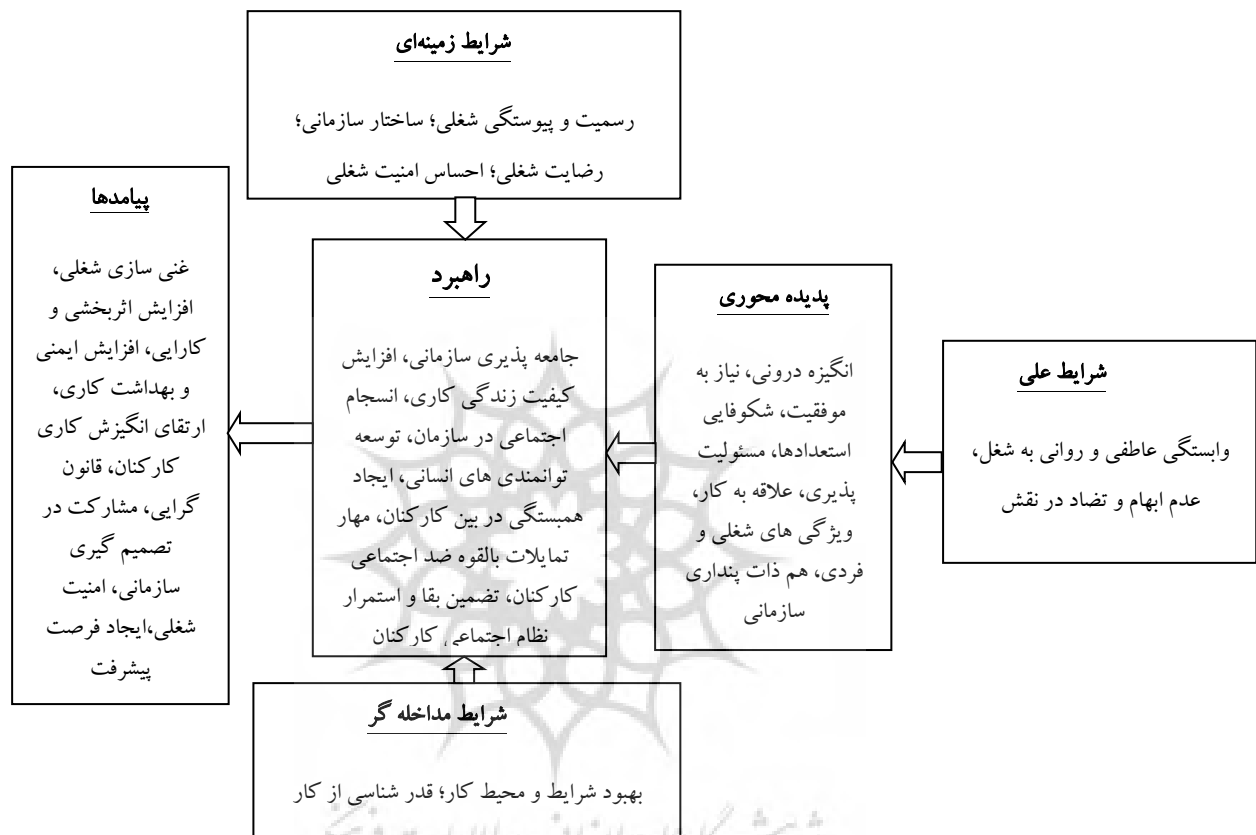 شرایط زمینه‌ای
رسمیت و پیوستگی شغلی؛ ساختار سازمانی؛
رضایت شغلی؛ احساس امنیت شغلی
شرایط علی
وابستگی عاطفی و روانی به شغل،
عدم ابهام و تضاد در نقش
پدیده محوری
انگیزه درونی، نیاز به
موفقیت، شکوفایی
استعدادها، مسئولیت
پذیری، علاقه به کار،
ویژگی های شغلی و
فردی، هم ذات پنداری
سازمانی
راهبرد
جامعه پذیری سازمانی، افزایش
کیفیت زندگی کاری، انسجام
اجتماعی در سازمان، توسعه
توانمندی های انسانی، ایجاد
همبستگی در بین کارکنان، مهار
تمایلات بالقوه ضد اجتماعی
کارکنان، تضمین بقا و استمرار
نظام اجتماعی کارکنان
پیامدها
غنی سازی شغلی،
افزایش اثربخشی و
کارایی، افزایش ایمنی
و بهداشت کاری،
ارتقای انگیزش کاری
کارکنان، قانون
گرایی، مشارکت در
تصمیم گیری
سازمانی، امنیت
شغلی،ایجاد فرصت
پیشرفت
شرایط مداخله گر
بهبود شرایط و محیط کار؛ قدر شناسی از کار